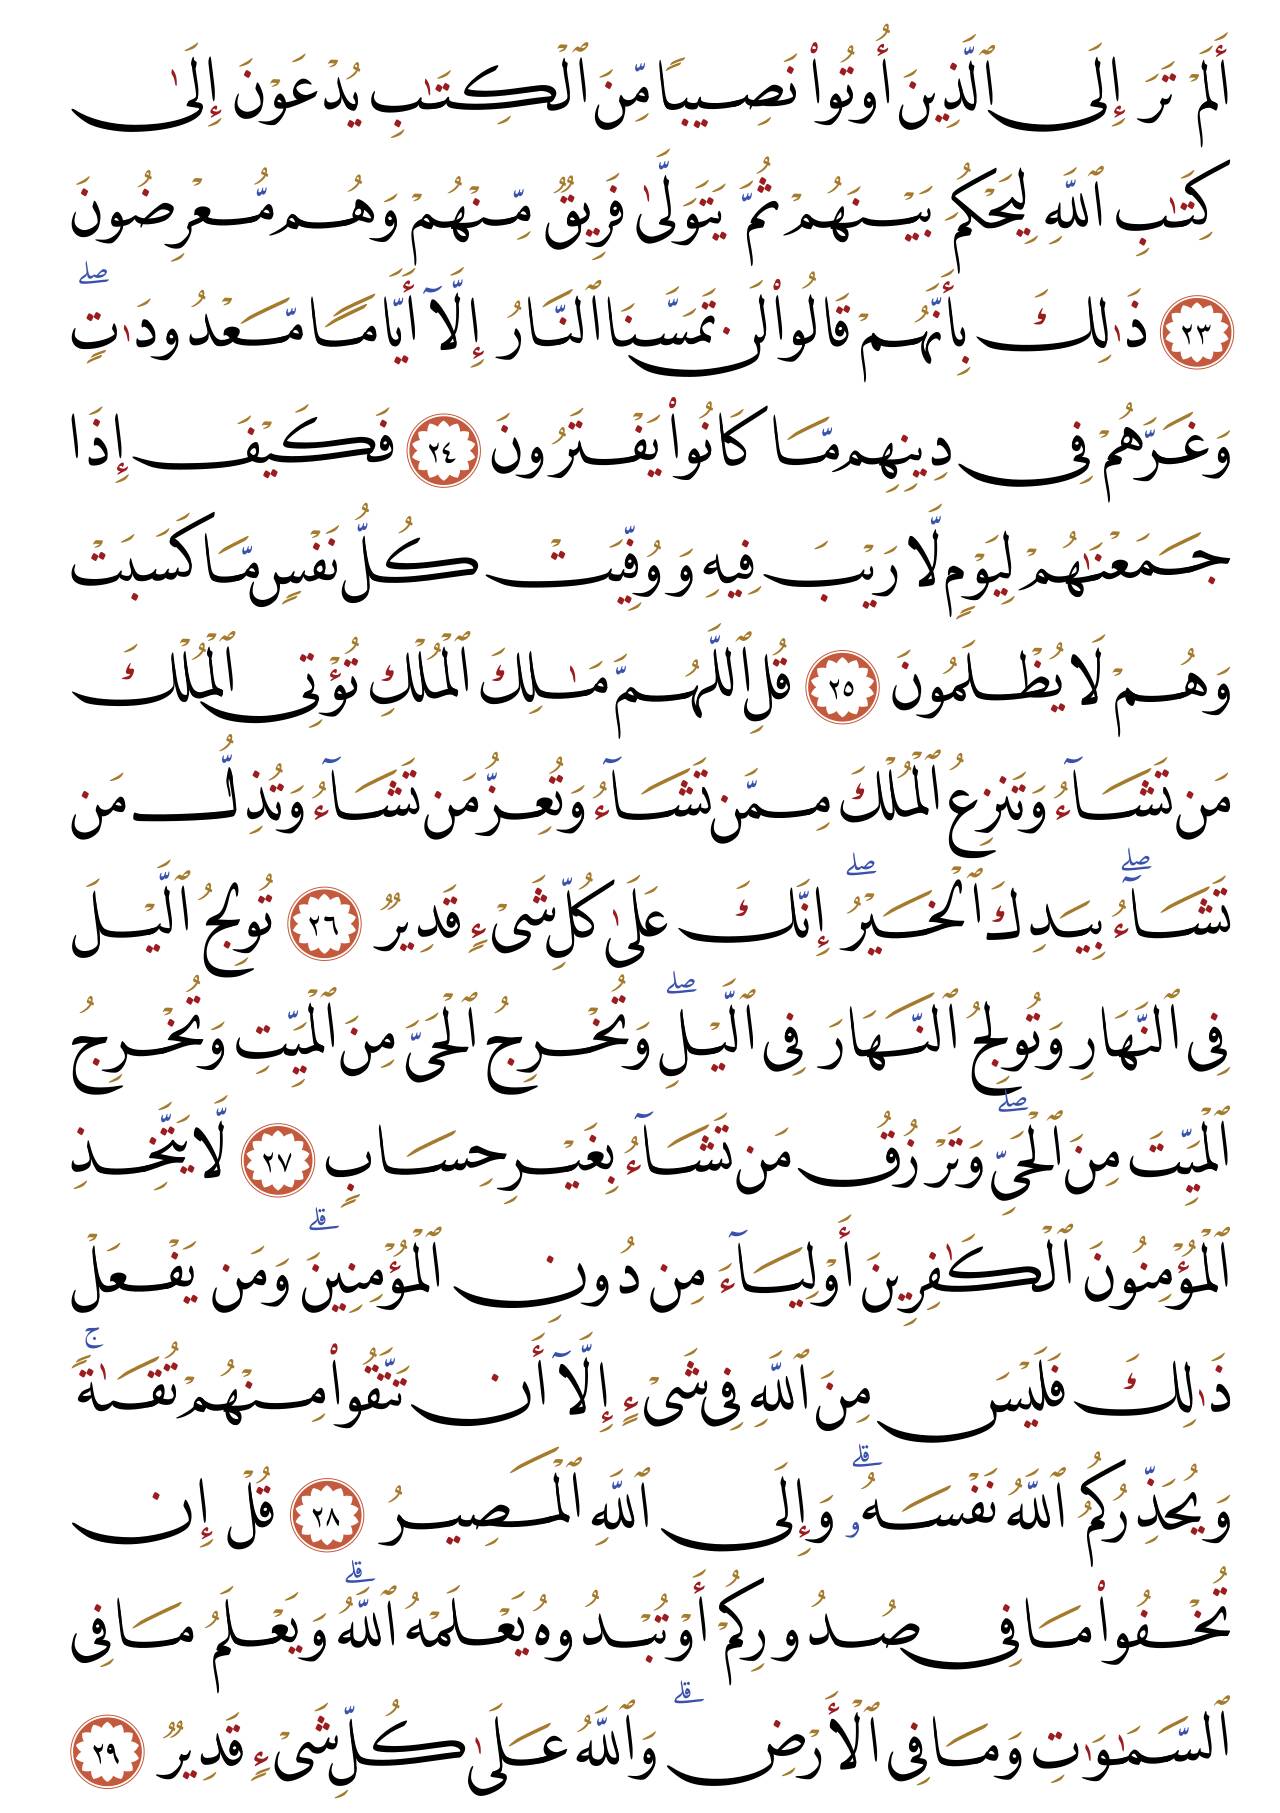 أَلَمْ تَرَ إِلَى ٱلَّذِينَ أُوتُوا۟ نَصِيبًا مِّنَ ٱلْكِتَـٰبِ يُدْعَوْنَ إِلَىٰ
كِتَـٰبِ ٱللَّهِ لِيَحْكُمَ بَيْنَهُمْ ثُمَّ يَتَوَلَّىٰ فَرِيقٌ مِّنْهُمْ وَهُم مُّعْرِضُونَ
٢٣ ذَٰلِكَ بِأَنَّهُمْ قَالُوا۟ لَن تَمَسَّنَا ٱلنَّارُ إِلَّآ أَيَّامًا مَّعْدُودَٰتٍ ۖ
وَغَرَّهُمْ فِى دِينِهِم مَّا كَانُوا۟ يَفْتَرُونَ ٢٤ فَكَيْفَ إِذَا
جَمَعْنَـٰهُمْ لِيَوْمٍ لَّا رَيْبَ فِيهِ وَوُفِّيَتْ كُلُّ نَفْسٍ مَّا كَسَبَتْ
وَهُمْ لَا يُظْلَمُونَ ٢٥ قُلِ ٱللَّهُمَّ مَـٰلِكَ ٱلْمُلْكِ تُؤْتِى ٱلْمُلْكَ
مَن تَشَآءُ وَتَنزِعُ ٱلْمُلْكَ مِمَّن تَشَآءُ وَتُعِزُّ مَن تَشَآءُ وَتُذِلُّ مَن
تَشَآءُ ۖ بِيَدِكَ ٱلْخَيْرُ ۖ إِنَّكَ عَلَىٰ كُلِّ شَىْءٍ قَدِيرٌ ٢٦ تُولِجُ ٱلَّيْلَ
فِى ٱلنَّهَارِ وَتُولِجُ ٱلنَّهَارَ فِى ٱلَّيْلِ ۖ وَتُخْرِجُ ٱلْحَىَّ مِنَ ٱلْمَيِّتِ وَتُخْرِجُ
ٱلْمَيِّتَ مِنَ ٱلْحَىِّ ۖ وَتَرْزُقُ مَن تَشَآءُ بِغَيْرِ حِسَابٍ ٢٧ لَّا يَتَّخِذِ
ٱلْمُؤْمِنُونَ ٱلْكَـٰفِرِينَ أَوْلِيَآءَ مِن دُونِ ٱلْمُؤْمِنِينَ ۖ وَمَن يَفْعَلْ
ذَٰلِكَ فَلَيْسَ مِنَ ٱللَّهِ فِى شَىْءٍ إِلَّآ أَن تَتَّقُوا۟ مِنْهُمْ تُقَىٰةً ۚ
وَيُحَذِّرُكُمُ ٱللَّهُ نَفْسَهُۥ ۗ وَإِلَى ٱللَّهِ ٱلْمَصِيرُ ٢٨ قُلْ إِن
تُخْفُوا۟ مَا فِى صُدُورِكُمْ أَوْ تُبْدُوهُ يَعْلَمْهُ ٱللَّهُ ۗ وَيَعْلَمُ مَا فِى
ٱلسَّمَـٰوَٰتِ وَمَا فِى ٱلْأَرْضِ ۗ وَٱللَّهُ عَلَىٰ كُلِّ شَىْءٍ قَدِيرٌ ٢٩